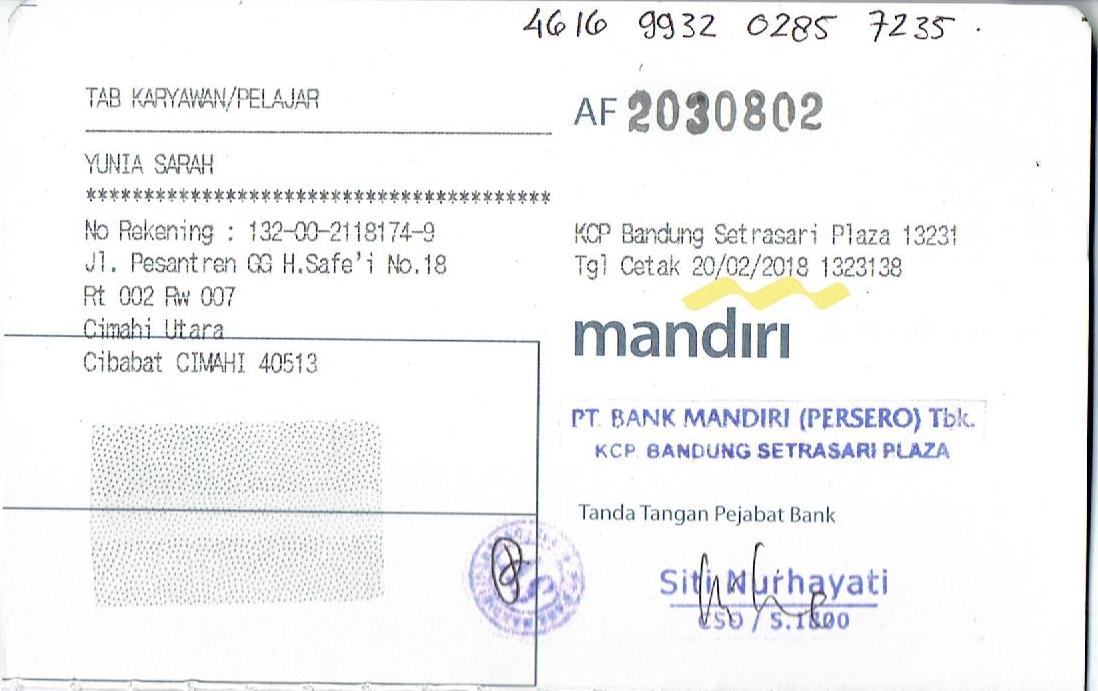 4616 9932 0285 7235 .
TAB KARYAWAN/PELAJAR
AF 2030802
YUNIA SARAH
****************************************
No Rekening : 132-00-2118174-9
Jl. Pesantren GG H.Safe'i No.18
Rt 002 Rw 007
Cimahi Utara
Cibabat CIMAHI 40513
KCP Bandung Setrasari Plaza 13231
Tgl Cetak 20/02/2018 1323138
mandiri
PT. BANK MANDIRI (PERSERO) Tbk.
KCP. BANDUNG SETRASARI PLAZA
Tanda Tangan Pejabat Bank
Siti Nurhayati
CSO / S.1800